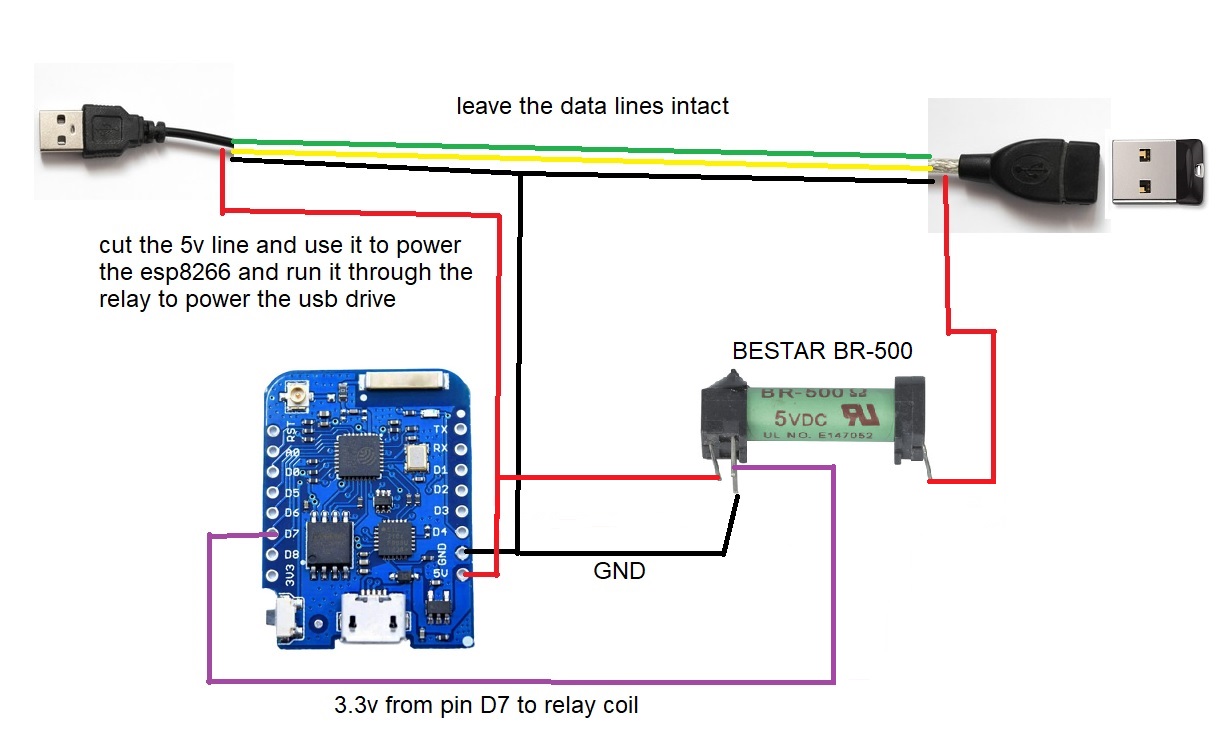 leave the data lines intact
cut the 5v line and use it to power
the esp8266 and run it through the
relay to power the usb drive
BESTAR BR-500
BR-500 Ω
5VDC
UL NO. E147052
RST
A0
D0
D5
D6
D7
D8
3V3
TX
RX
D1
D2
D3
D4
GND
5V
GND
3.3v from pin D7 to relay coil